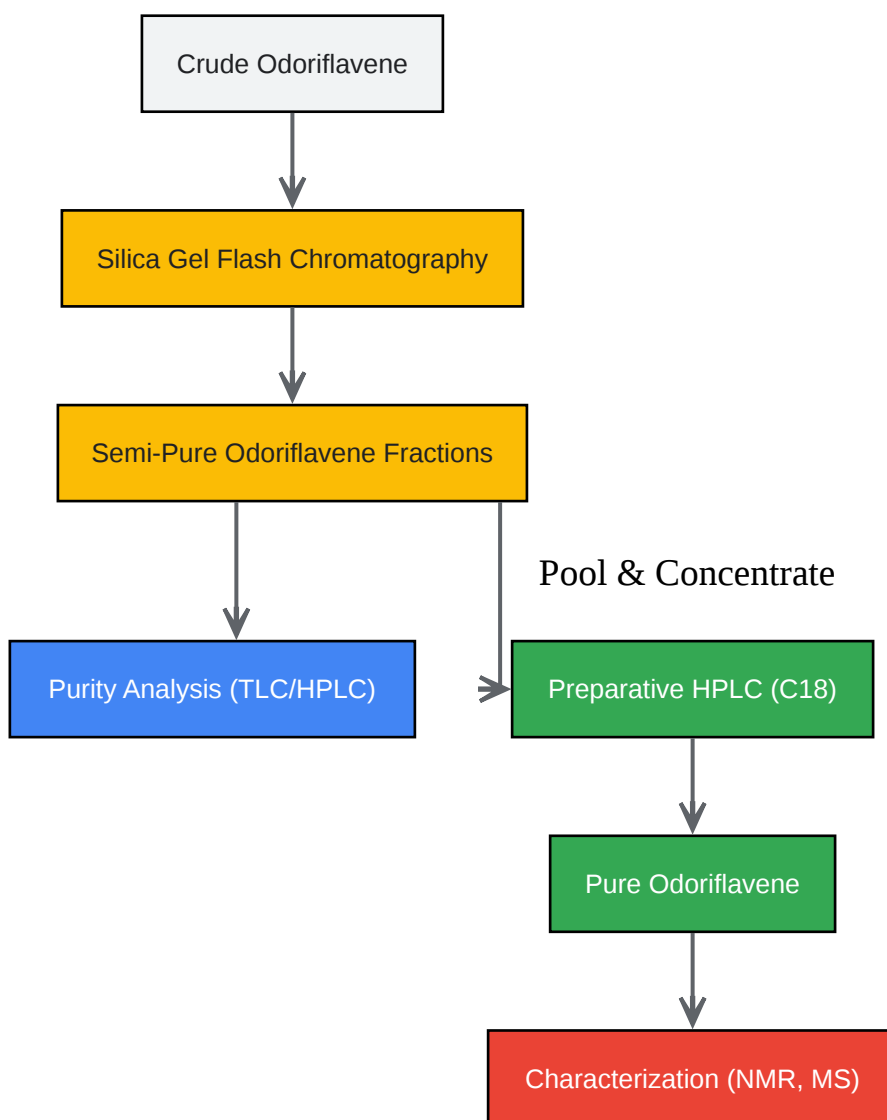 Crude Odoriflavene
Silica Gel Flash Chromatography
Semi-Pure Odoriflavene Fractions
Pool & Concentrate
Purity Analysis (TLC/HPLC)
Preparative HPLC (C18)
Pure Odoriflavene
Characterization (NMR, MS)